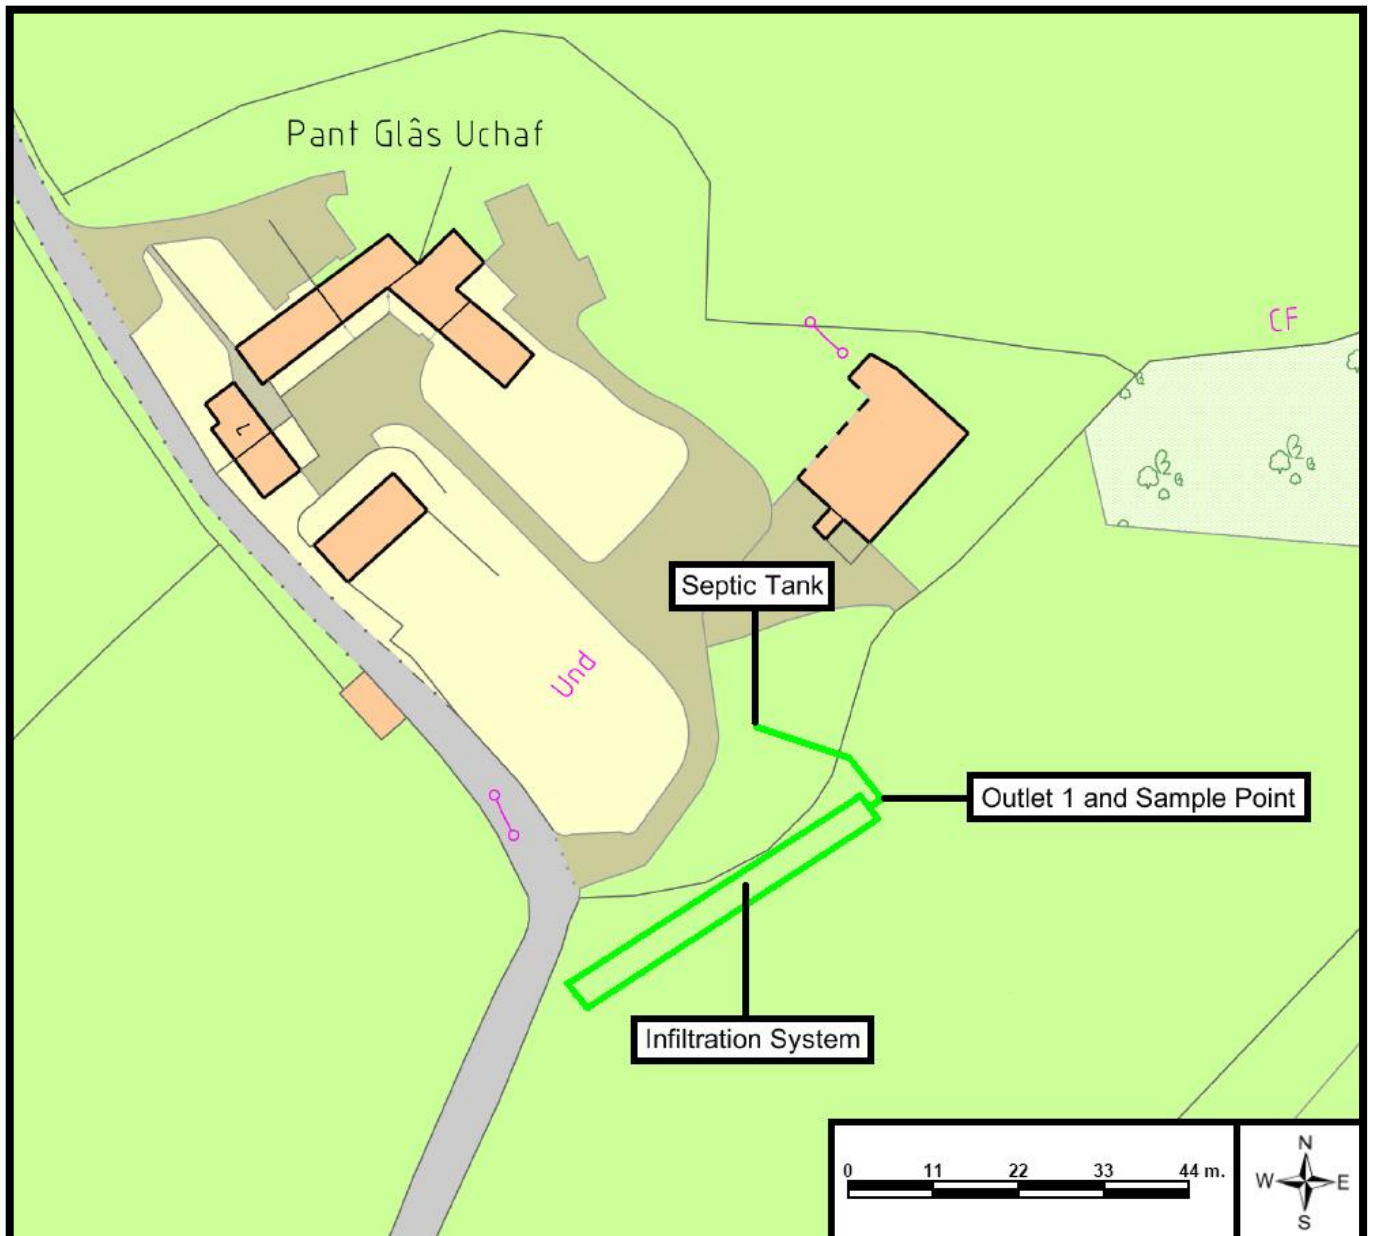 Pant Glâs Uchaf
CF
Septic Tank
Und
Outlet 1 and Sample Point
Infiltration System
0 11 22 33 44 m.
N
W E
S